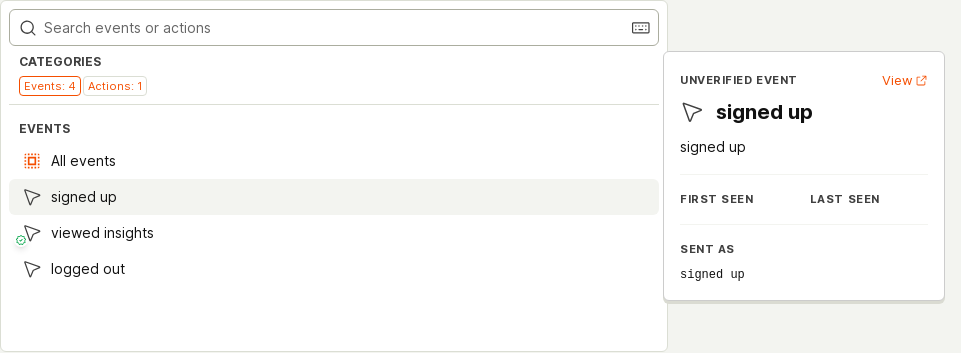 Search events or actions
CATEGORIES
Events: 4 Actions: 1
EVENTS
All events
signed up
viewed insights
logged out
UNVERIFIED EVENT View
signed up
signed up
FIRST SEEN LAST SEEN
SENT AS
signed up